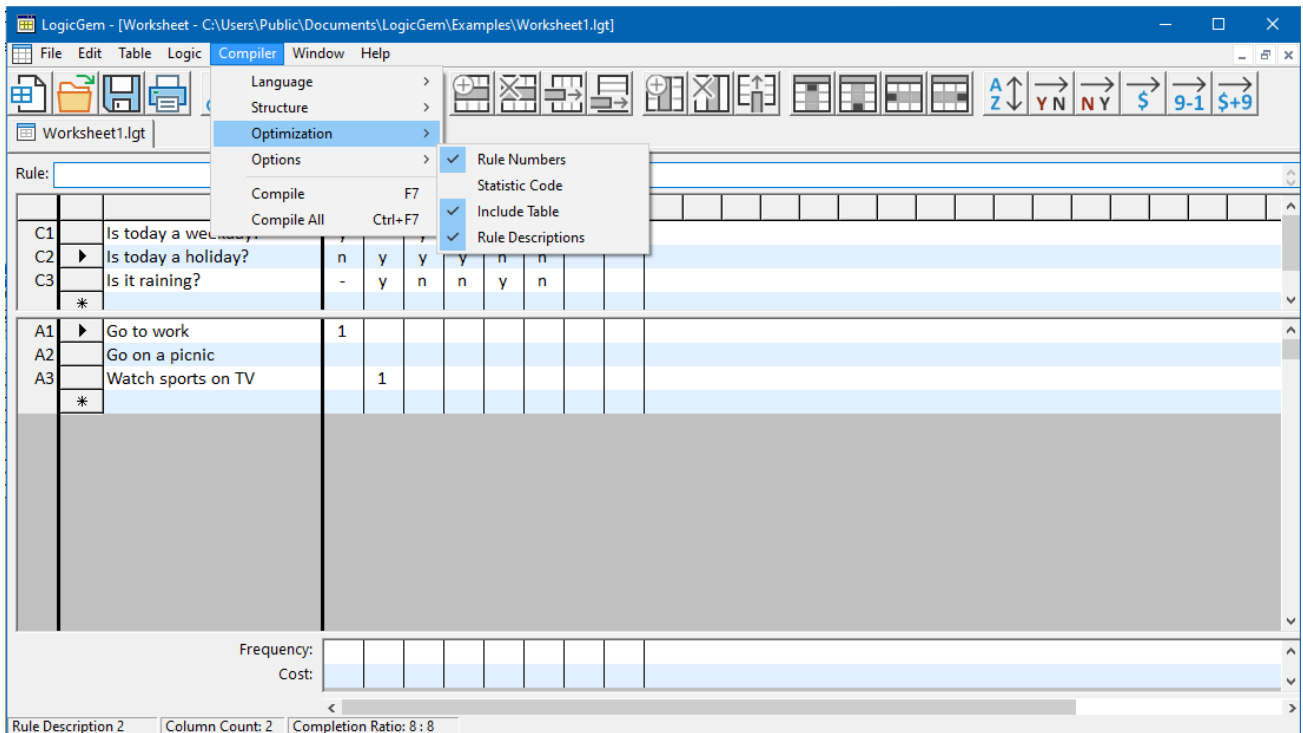 LogicGem - [Worksheet - C:\Users\Public\Documents\LogicGem\Examples\Worksheet1.lgt]
File Edit Table Logic Compiler Window Help
A Z Y N N Y $ 9-1 $+9
Worksheet1.lgt
Language
Structure
Optimization
Options
Compile F7
Compile All Ctrl+F7
Rule Numbers
Statistic Code
Include Table
Rule Descriptions
Rule:
C1 Is today a
C2 Is today a holiday? n y y y n n
C3 Is it raining? - y n n y n
*
A1 Go to work 1
A2 Go on a picnic
A3 Watch sports on TV 1
*
Frequency:
Cost:
Rule Description 2 Column Count: 2 Completion Ratio: 8 : 8